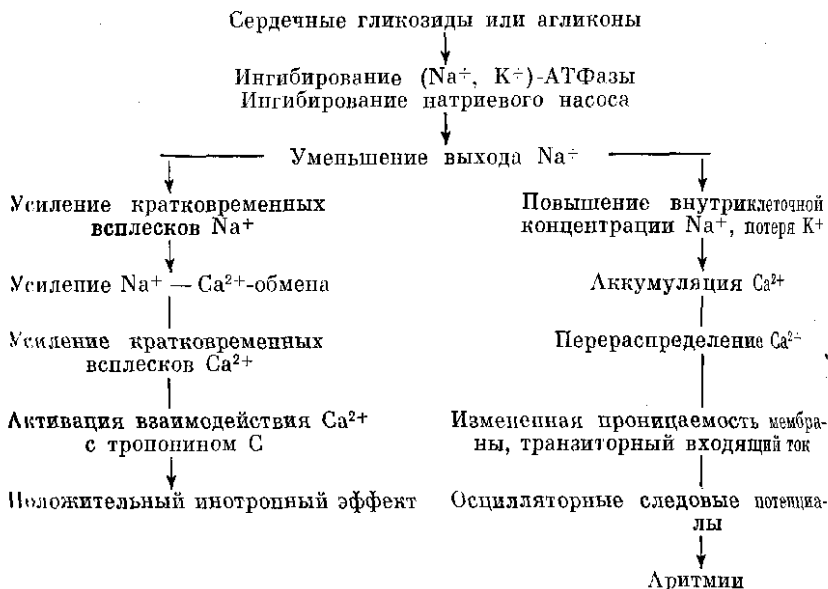 Сердечные гликозиды или агликоны
Ингибирование (Na⁺, K⁺)-АТФазы
Ингибирование натриевого насоса
Уменьшение выхода Na⁺
Усиление кратковременных
всплесков Na⁺
Усиление Na⁺ — Ca²⁺-обмена
Усиление кратковременных
всплесков Ca²⁺
Активация взаимодействия Ca²⁺
с тропонином С
Положительный инотропный эффект
Повышение внутриклеточной
концентрации Na⁺, потеря K⁺
Аккумуляция Ca²⁺
Перераспределение Ca²⁺
Измененная проницаемость мембра-
ны, транзиторный входящий ток
Осцилляторные следовые потенциа-
лы
Аритмии